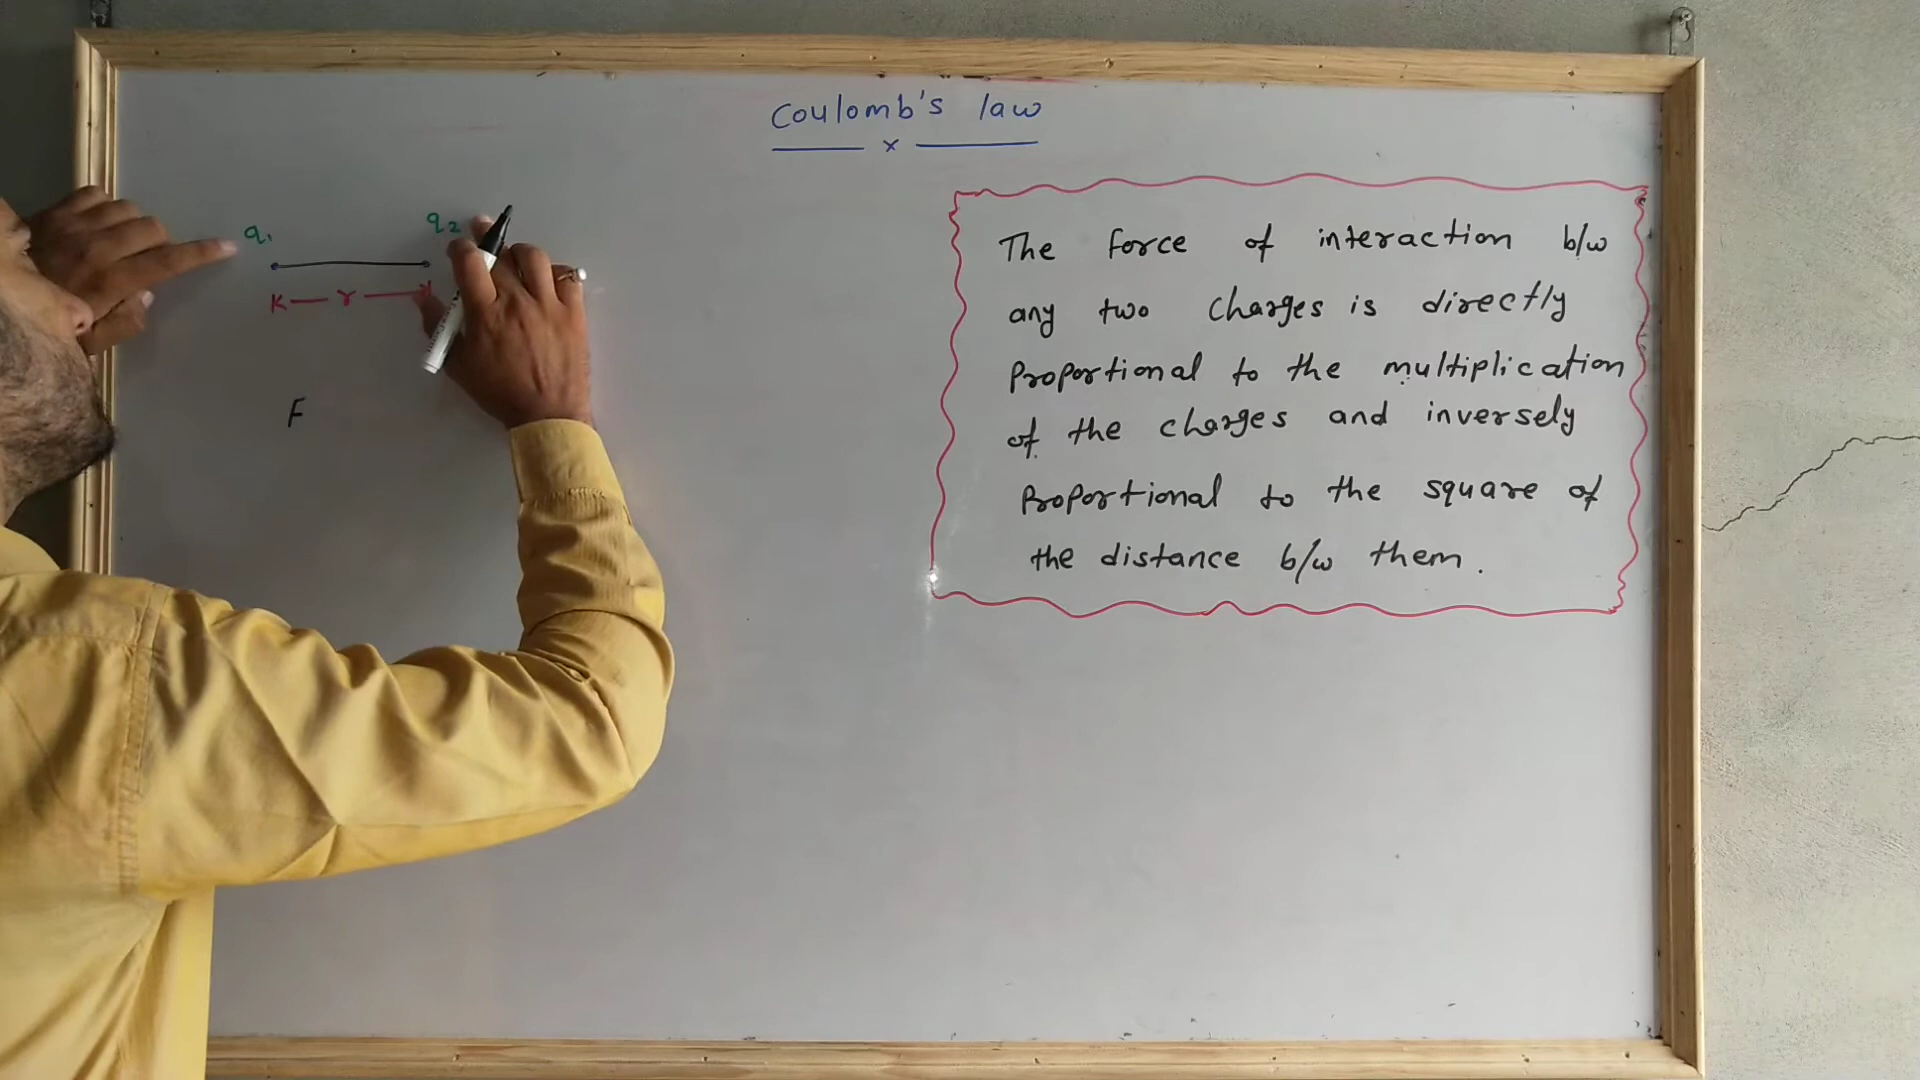 Coulomb's law
x
q₁ q₂
r
F
The force of interaction b/w
any two charges is directly
proportional to the multiplication
of the charges and inversely
proportional to the square of
the distance b/w them.